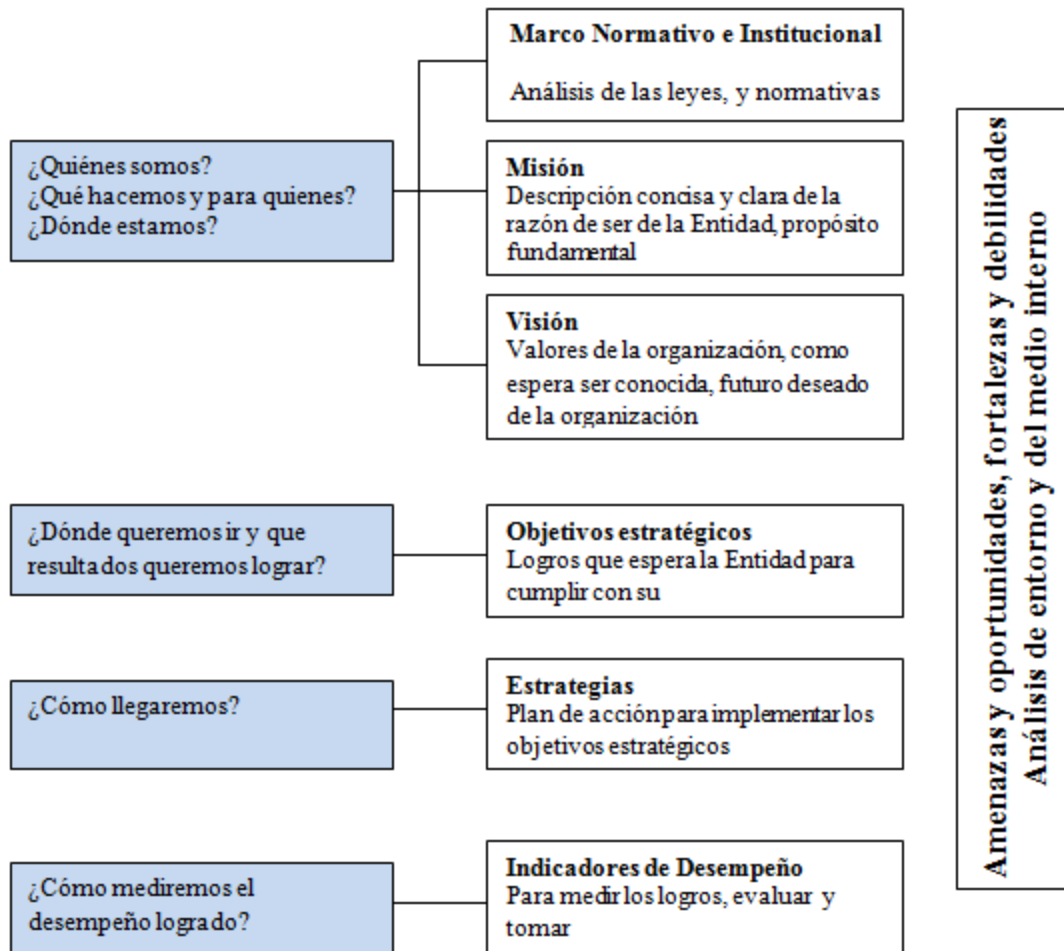 ¿Quiénes somos?
¿Qué hacemos y para quienes?
¿Dónde estamos?
Marco Normativo e Institucional
Análisis de las leyes, y normativas
Misión
Descripción concisa y clara de la
razón de ser de la Entidad, propósito
fundamental
Visión
Valores de la organización, como
espera ser conocida, futuro deseado
de la organización
¿Dónde queremos ir y que
resultados queremos lograr?
Objetivos estratégicos
Logros que espera la Entidad para
cumplir con su
¿Cómo llegaremos?
Estrategias
Plan de acción para implementar los
objetivos estratégicos
¿Cómo mediremos el
desempeño logrado?
Indicadores de Desempeño
Para medir los logros, evaluar y
tomar
Amenazas y oportunidades, fortalezas y debilidades
Análisis de entorno y del medio interno